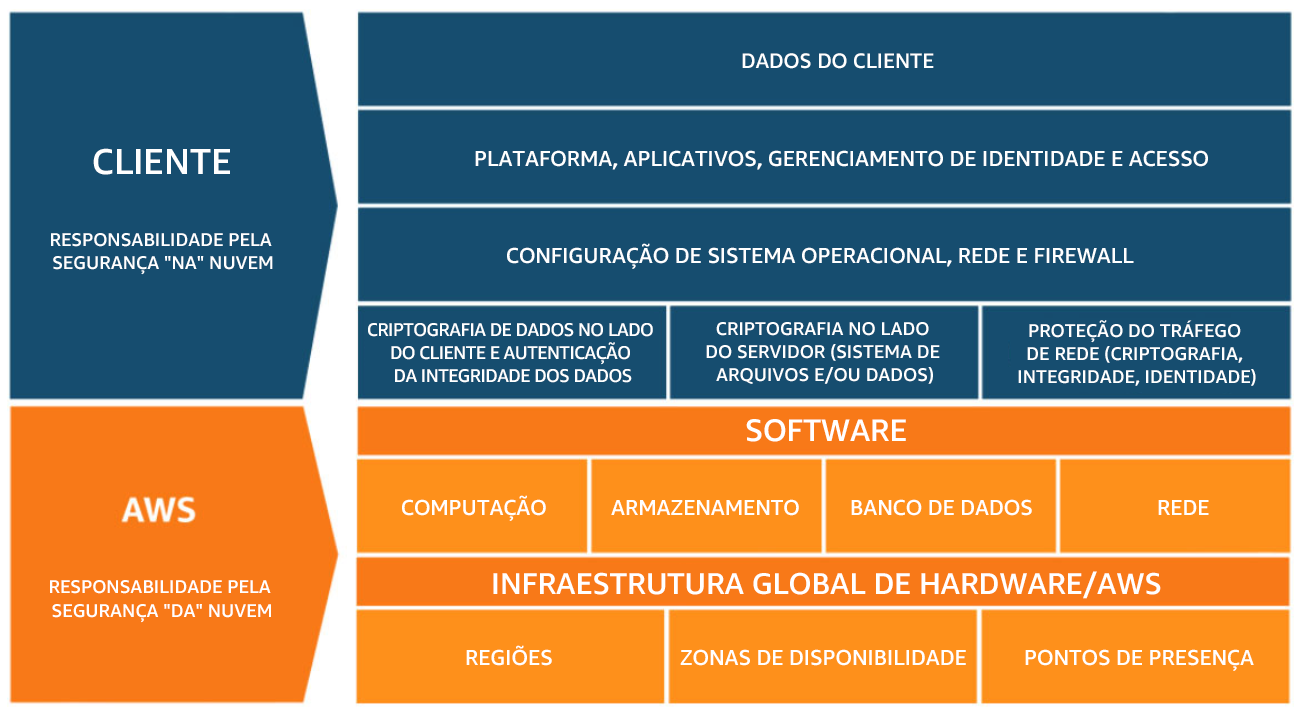 CLIENTE
RESPONSABILIDADE PELA
SEGURANÇA "NA" NUVEM
DADOS DO CLIENTE
PLATAFORMA, APLICATIVOS, GERENCIAMENTO DE IDENTIDADE E ACESSO
CONFIGURAÇÃO DE SISTEMA OPERACIONAL, REDE E FIREWALL
CRIPTOGRAFIA DE DADOS NO LADO
DO CLIENTE E AUTENTICAÇÃO
DA INTEGRIDADE DOS DADOS
CRIPTOGRAFIA NO LADO
DO SERVIDOR (SISTEMA DE
ARQUIVOS E/OU DADOS)
PROTEÇÃO DO TRÁFEGO
DE REDE (CRIPTOGRAFIA,
INTEGRIDADE, IDENTIDADE)
AWS
RESPONSABILIDADE PELA
SEGURANÇA "DA" NUVEM
SOFTWARE
COMPUTAÇÃO
ARMAZENAMENTO
BANCO DE DADOS
REDE
INFRAESTRUTURA GLOBAL DE HARDWARE/AWS
REGIÕES
ZONAS DE DISPONIBILIDADE
PONTOS DE PRESENÇA